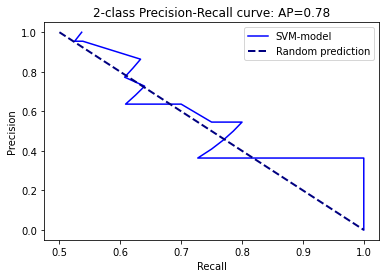 2-class Precision-Recall curve: AP=0.78
SVM-model
Random prediction
Precision
1.0
0.8
0.6
0.4
0.2
0.0
0.5 0.6 0.7 0.8 0.9 1.0
Recall